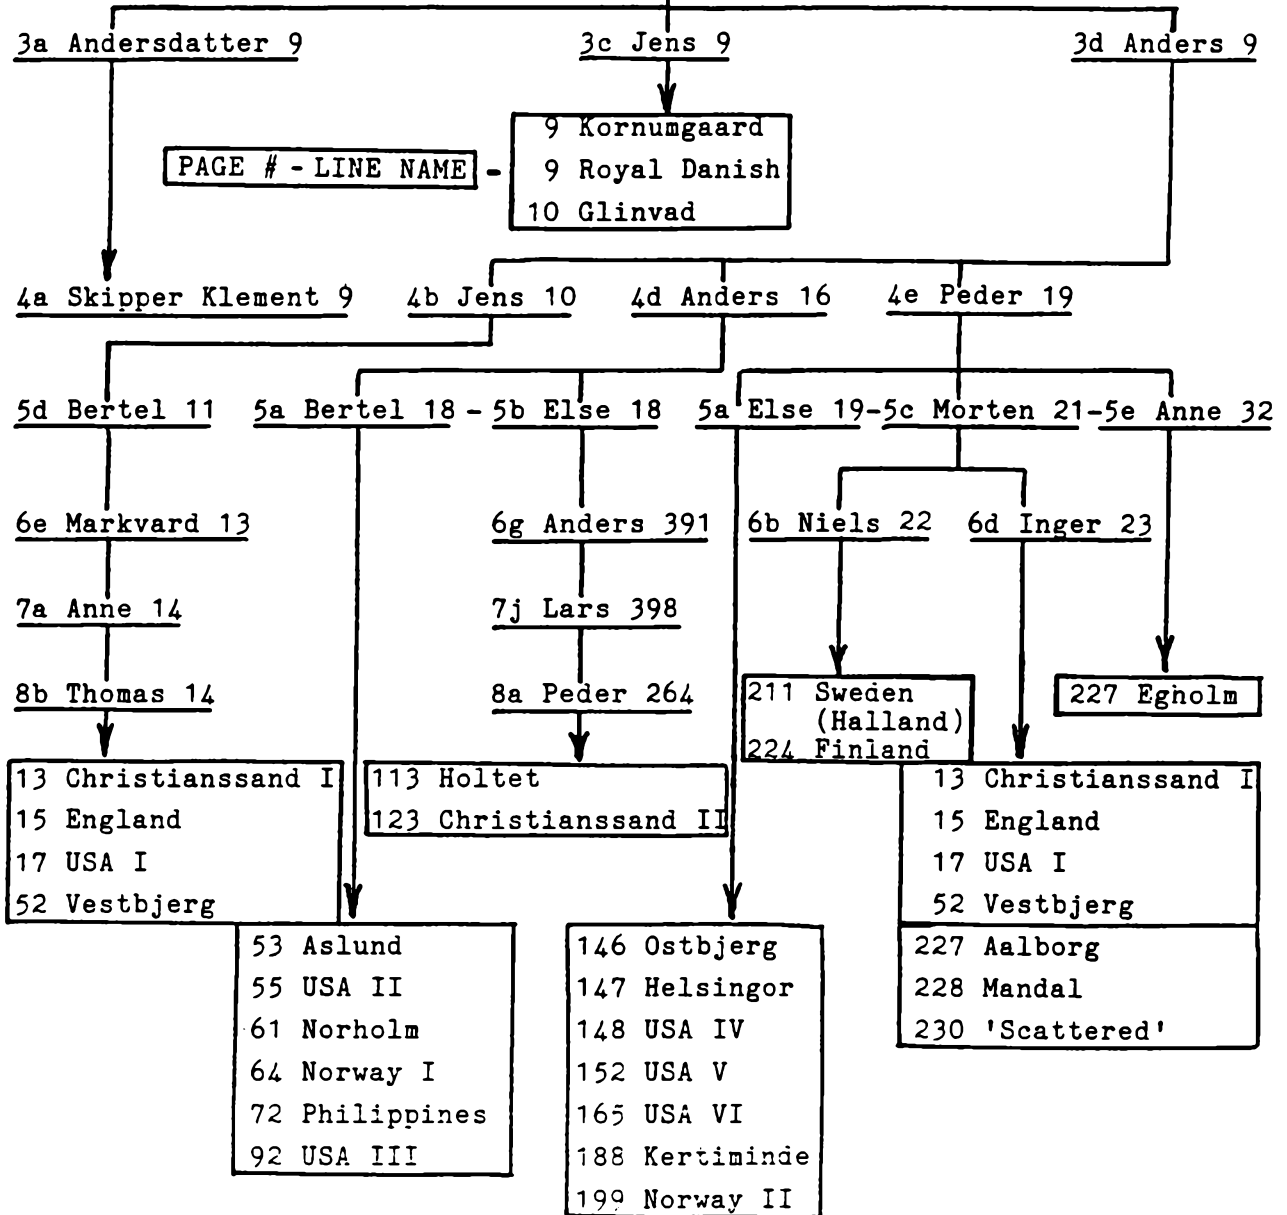 3a Andersdatter 9
3c Jens 9
3d Anders 9
PAGE # - LINE NAME -
9 Kornumgaard
9 Royal Danish
10 Glinvad
4a Skipper Klement 9
4b Jens 10
4d Anders 16
4e Peder 19
5d Bertel 11
5a Bertel 18 - 5b Else 18
5a Else 19-5c Morten 21-5e Anne 32
6e Markvard 13
6g Anders 391
6b Niels 22
6d Inger 23
7a Anne 14
7j Lars 398
8b Thomas 14
8a Peder 264
211 Sweden
(Halland)
224 Finland
227 Egholm
13 Christianssand I
15 England
17 USA I
52 Vestbjerg
113 Holtet
123 Christianssand II
13 Christianssand I
15 England
17 USA I
52 Vestbjerg
227 Aalborg
228 Mandal
230 'Scattered'
53 Aslund
55 USA II
61 Norholm
64 Norway I
72 Philippines
92 USA III
146 Ostbjerg
147 Helsingor
148 USA IV
152 USA V
165 USA VI
188 Kertiminde
199 Norway II